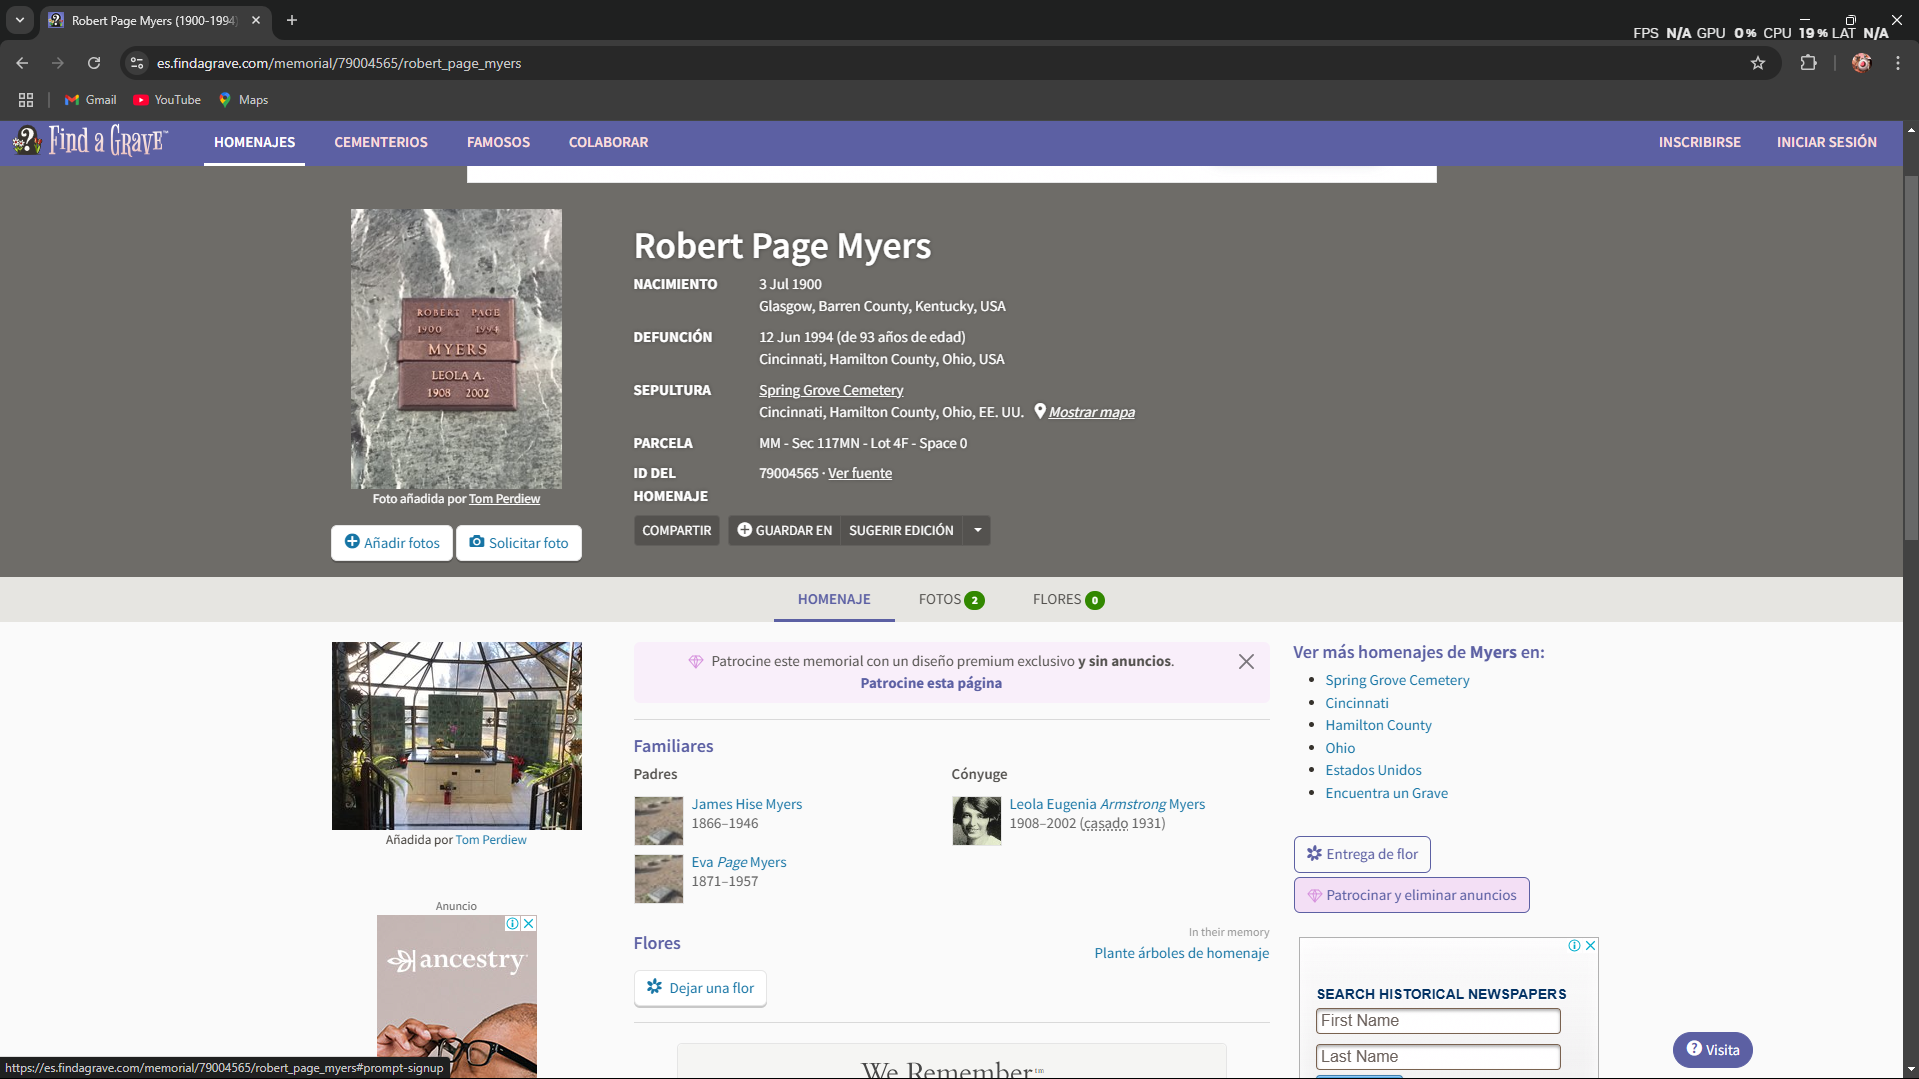 Robert Page Myers (1900-1994)
FPS N/A GPU 0% CPU 19% LAT N/A
es.findagrave.com/memorial/79004565/robert_page_myers
Gmail
YouTube
Maps
Find a Grave™
HOMENAJES
CEMENTERIOS
FAMOSOS
COLABORAR
INSCRIBIRSE
INICIAR SESIÓN
ROBERT PAGE
1900 1994
MYERS
LEOLA A.
1908 2002
Foto añadida por Tom Perdiew
Añadir fotos
Solicitar foto
Robert Page Myers
NACIMIENTO
3 Jul 1900
Glasgow, Barren County, Kentucky, USA
DEFUNCIÓN
12 Jun 1994 (de 93 años de edad)
Cincinnati, Hamilton County, Ohio, USA
SEPULTURA
Spring Grove Cemetery
Cincinnati, Hamilton County, Ohio, EE. UU.
Mostrar mapa
PARCELA
MM - Sec 117MN - Lot 4F - Space 0
ID DEL HOMENAJE
79004565 · Ver fuente
COMPARTIR
GUARDAR EN
SUGERIR EDICIÓN
HOMENAJE
FOTOS 2
FLORES 0
Añadida por Tom Perdiew
Anuncio
ancestry
Patrocine este memorial con un diseño premium exclusivo y sin anuncios.
Patrocine esta página
Familiares
Padres
James Hise Myers
1866–1946
Eva Page Myers
1871–1957
Cónyuge
Leola Eugenia Armstrong Myers
1908–2002 (casado 1931)
Flores
In their memory
Plante árboles de homenaje
Dejar una flor
We Remember™
Ver más homenajes de Myers en:
Spring Grove Cemetery
Cincinnati
Hamilton County
Ohio
Estados Unidos
Encuentra un Grave
Entrega de flor
Patrocinar y eliminar anuncios
SEARCH HISTORICAL NEWSPAPERS
First Name
Last Name
Visita
https://es.findagrave.com/memorial/79004565/robert_page_myers#prompt-signup